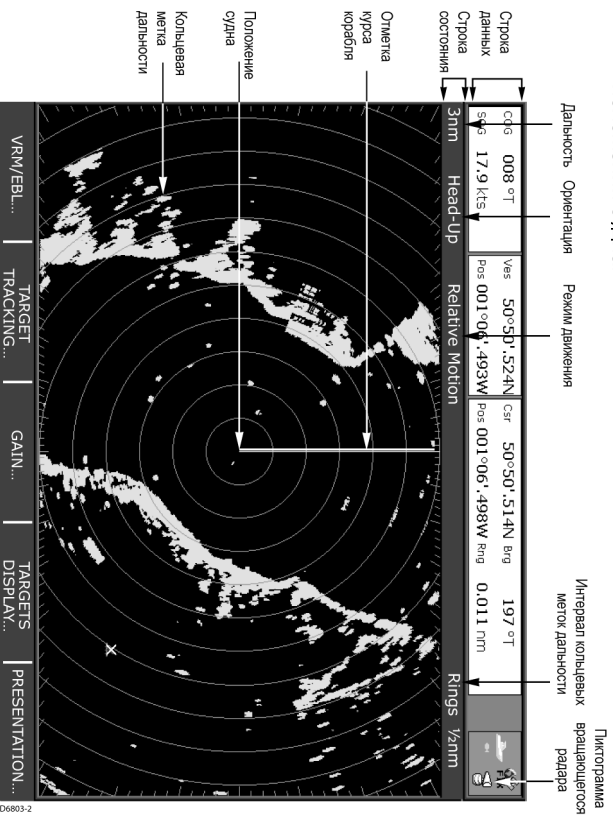 Дальность
Ориентация
Режим движения
Интервал кольцевых
меток дальности
Пиктограмма
вращающегося
радара
Строка
данных
Строка
состояния
COG 008 °T
SOG 17.9 kts
Ves 50°50'.524N
Pos 001°06'.493W
Csr 50°50'.514N Brg 197 °T
Pos 001°06'.498W Rng 0.011 nm
3nm Head-Up Relative Motion Rings ½nm
Отметка
курса
корабля
Положение
судна
Кольцевая
метка
дальности
VRM/EBL...
TARGET
TRACKING...
GAIN...
TARGETS
DISPLAY...
PRESENTATION...
D6803-2